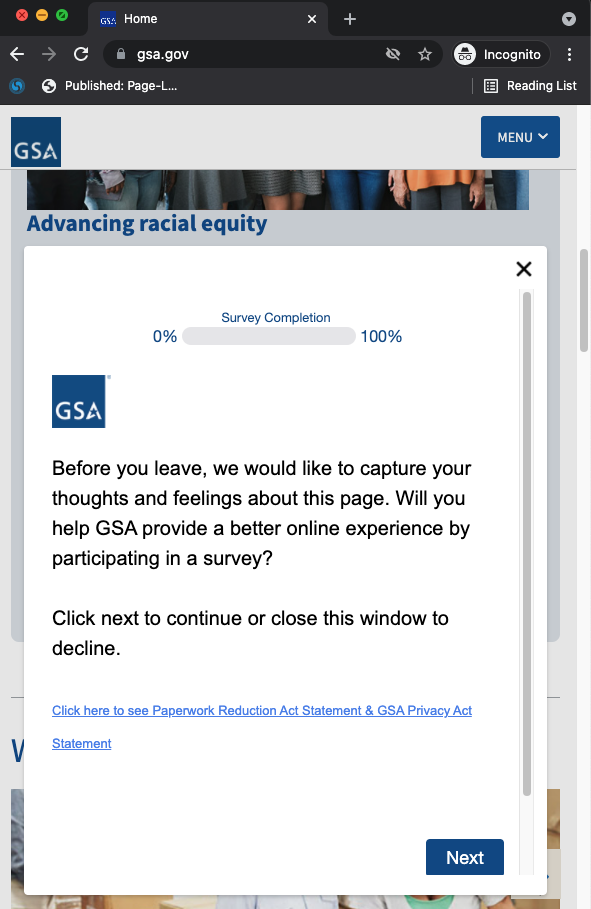 GSA Home
gsa.gov
Incognito
Published: Page-L...
Reading List
GSA
MENU
Advancing racial equity
Survey Completion
0%
100%
GSA
Before you leave, we would like to capture your
thoughts and feelings about this page. Will you
help GSA provide a better online experience by
participating in a survey?
Click next to continue or close this window to
decline.
Click here to see Paperwork Reduction Act Statement & GSA Privacy Act
Statement
Next